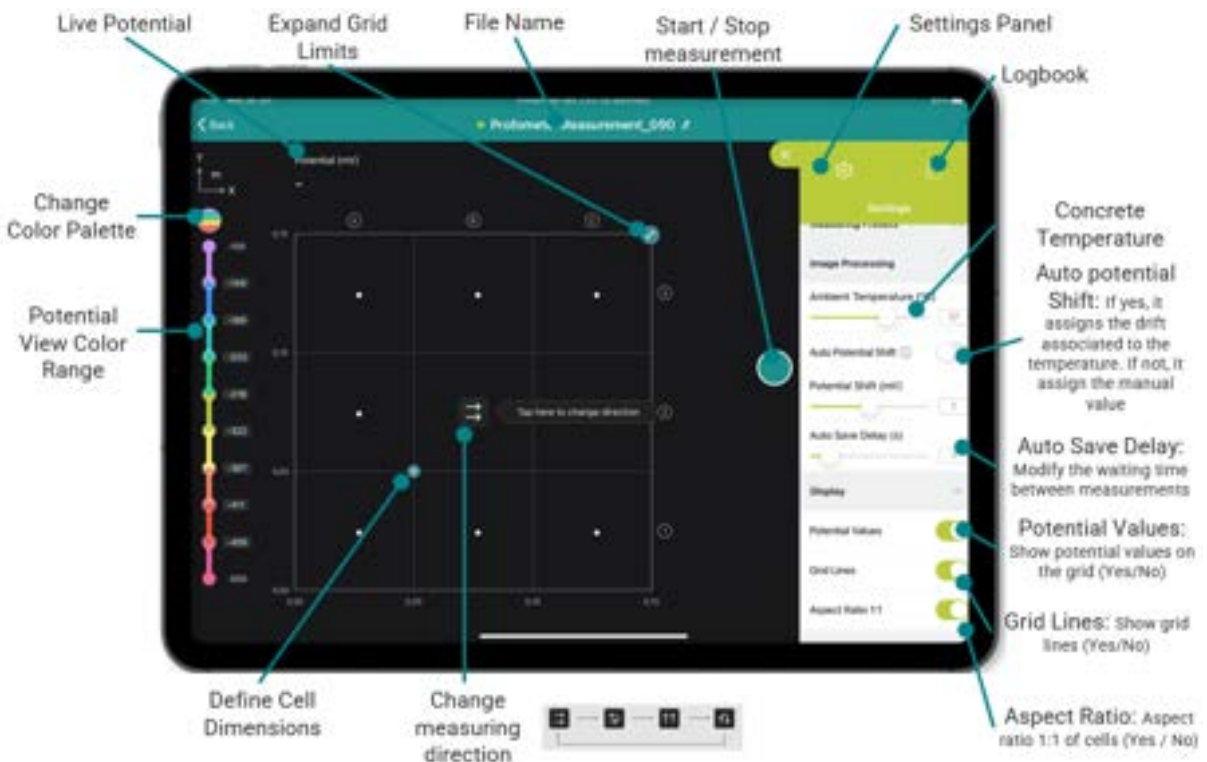 Live Potential
Expand Grid
Limits
File Name
Start / Stop
measurement
Settings Panel
Logbook
Back
Potential (mV)
Y
m
X
Settings
Change
Color Palette
Concrete
Temperature
Image Processing
Ambient Temperature (°C)
Auto potential
Shift: If yes, it
assigns the drift
associated to the
temperature. If not, it
assign the manual
value
Potential
View Color
Range
Auto Potential Shift
Potential Shift (mV)
Tap here to change direction
Auto Save Delay (s)
Auto Save Delay:
Modify the waiting time
between measurements
Display
Potential Values
Potential Values:
Show potential values on
the grid (Yes/No)
Grid Lines
Aspect Ratio 1:1
Grid Lines: Show grid
lines (Yes/No)
Define Cell
Dimensions
Change
measuring
direction
Aspect Ratio: Aspect
ratio 1:1 of cells (Yes / No)